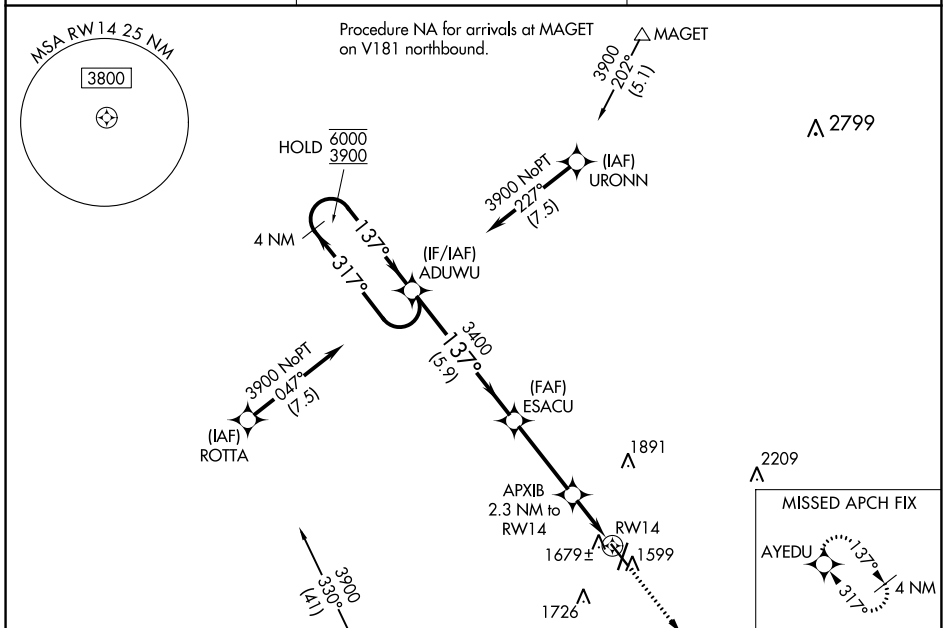 MSA RW14 25 NM
3800
Procedure NA for arrivals at MAGET
on V181 northbound.
MAGET
3900
202°
(5.1)
2799
HOLD 6000
3900
(IAF)
URONN
3900 NoPT
227°
(7.5)
4 NM
137°
317°
(IF/IAF)
ADUWU
3400
137°
(5.9)
3900 NoPT
047°
(7.5)
(IAF)
ROTTA
(FAF)
ESACU
1891
2209
APXIB
2.3 NM to
RW14
RW14
1679±
1599
1726
3900
330°
(41)
MISSED APCH FIX
AYEDU
137°
317°
4 NM